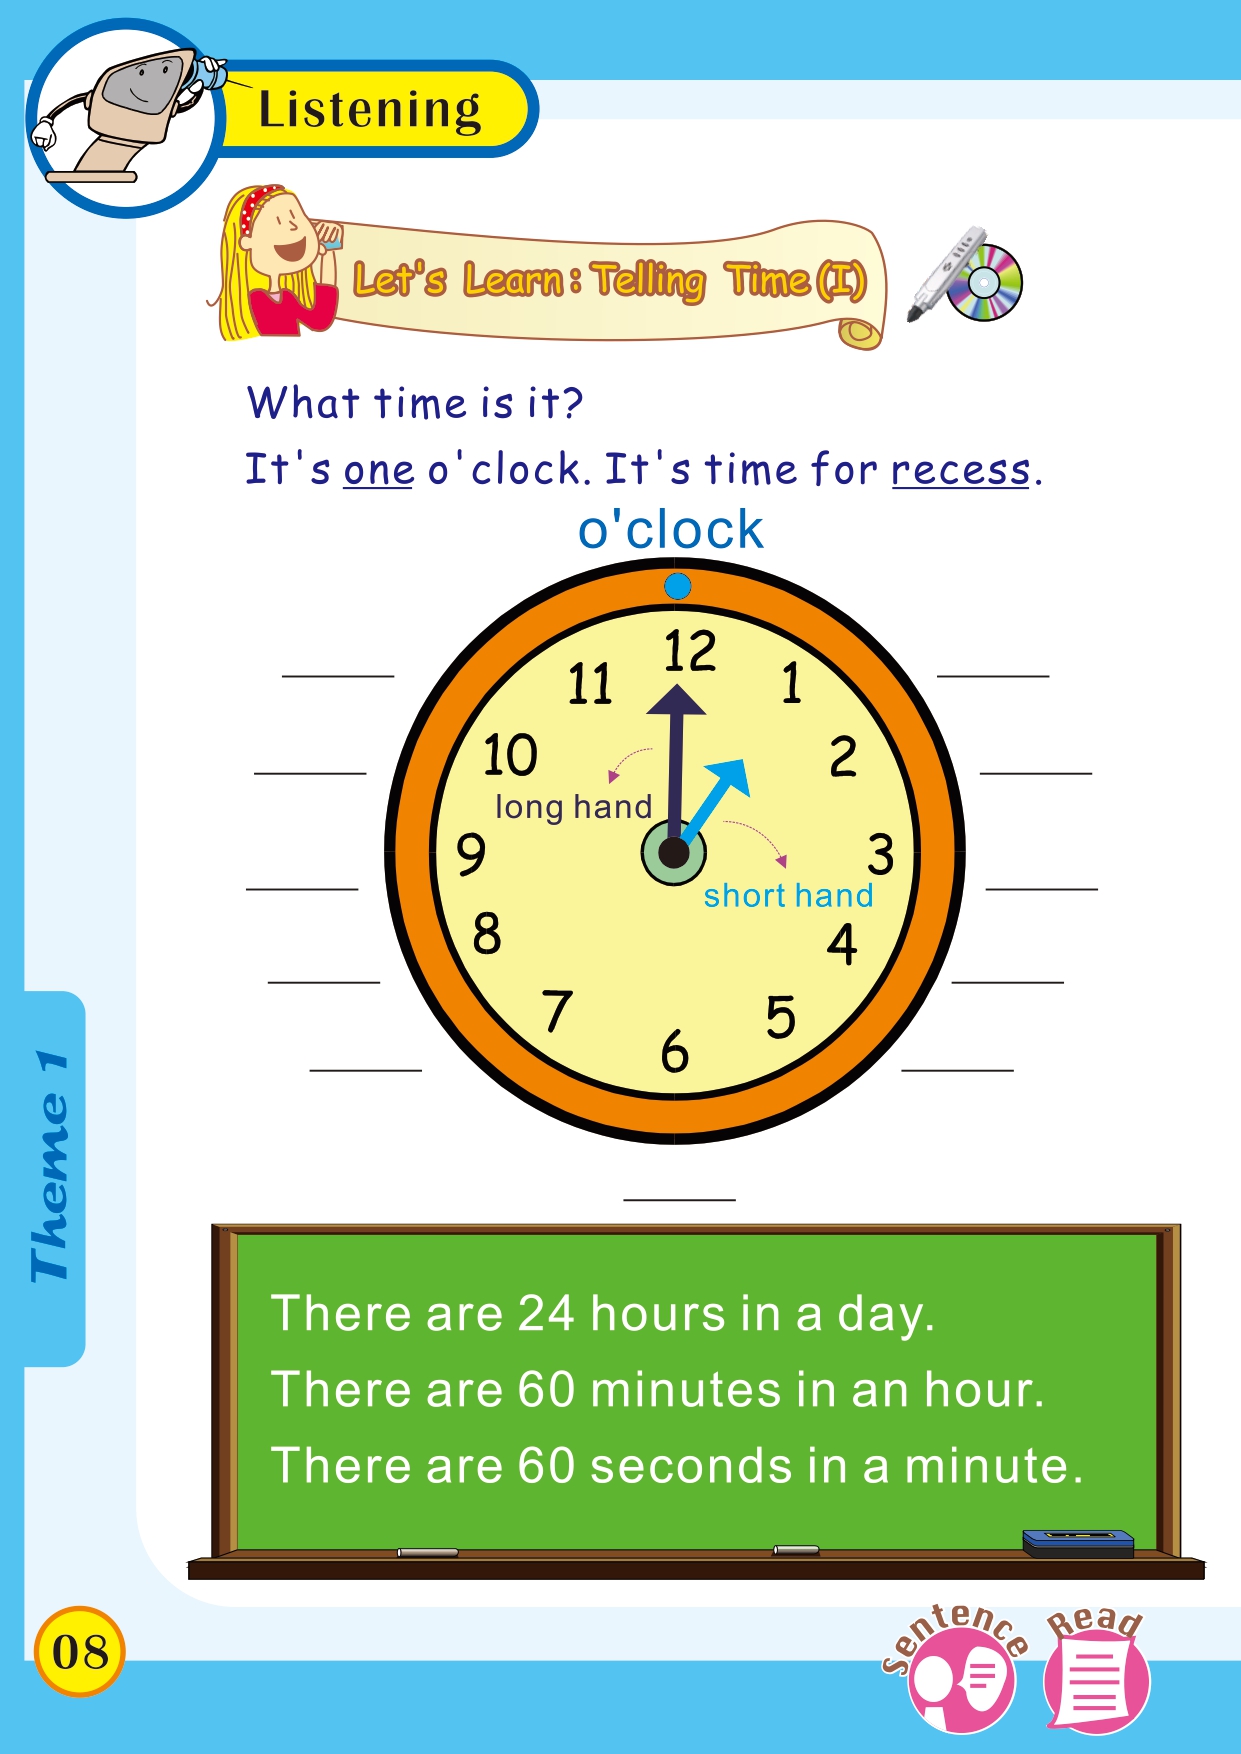 Listening
Let's Learn: Telling Time (I)
What time is it?
It's one o'clock. It's time for recess.
o'clock
12
11
1
10
2
long hand
9
3
short hand
8
4
7
5
6
Theme 1
There are 24 hours in a day.
There are 60 minutes in an hour.
There are 60 seconds in a minute.
08
Sentence
Read